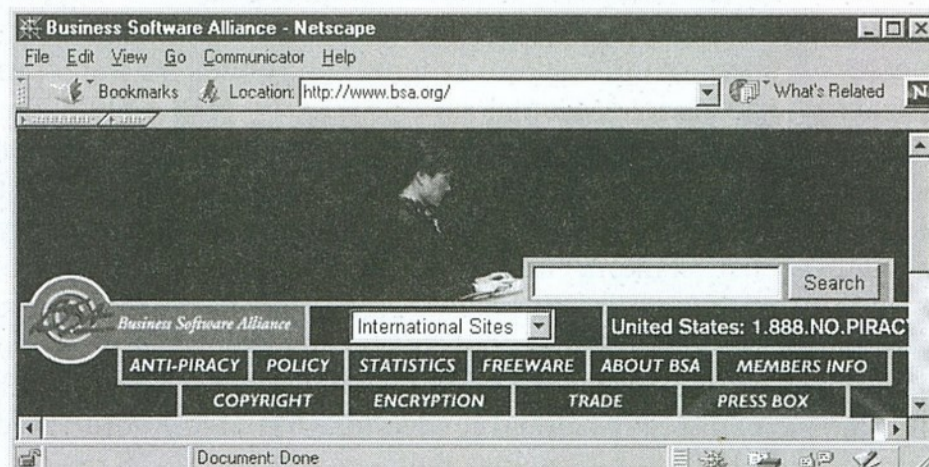 Business Software Alliance - Netscape
File Edit View Go Communicator Help
Bookmarks Location: http://www.bsa.org/ What's Related N
Search
Business Software Alliance International Sites United States: 1.888.NO.PIRACY
ANTI-PIRACY POLICY STATISTICS FREEWARE ABOUT BSA MEMBERS INFO
COPYRIGHT ENCRYPTION TRADE PRESS BOX
Document: Done